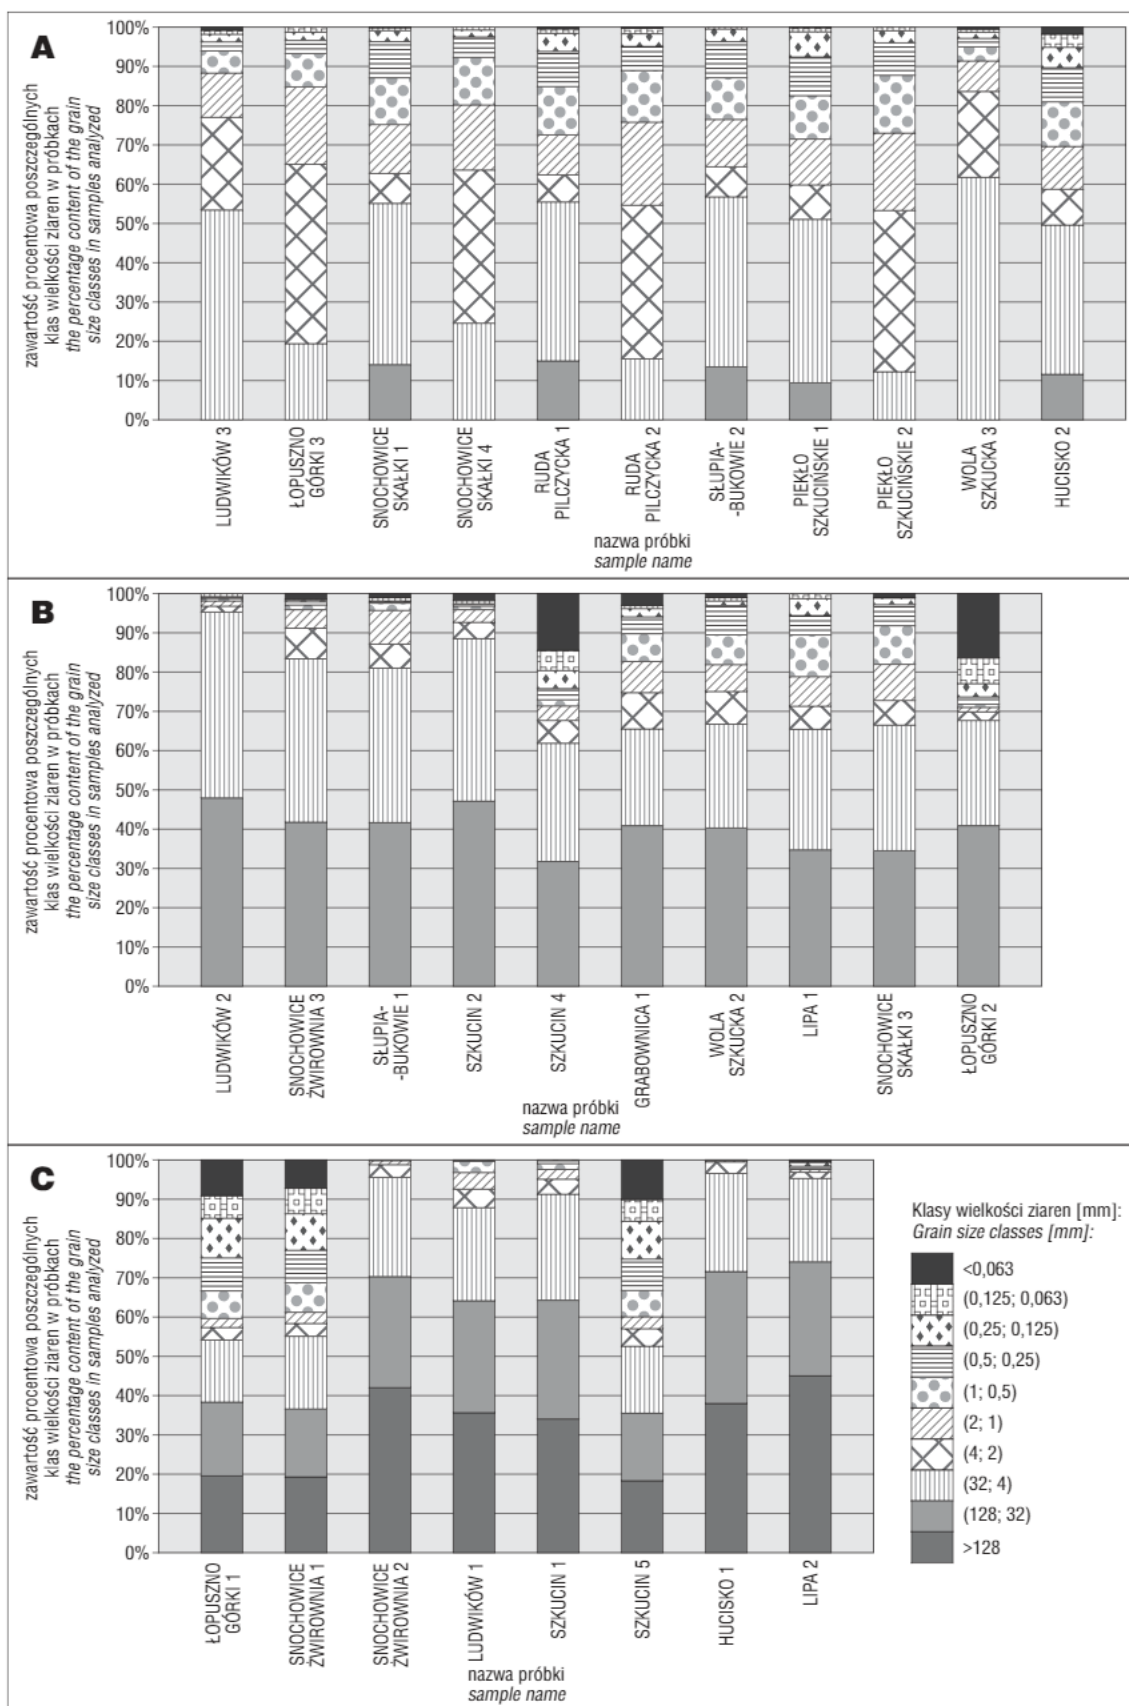 A
100%
90%
80%
70%
60%
50%
40%
30%
20%
10%
0%
zawartość procentowa poszczególnych
klas wielkości ziaren w próbkach
the percentage content of the grain
size classes in samples analyzed
LUDWIKÓW 3
ŁOPUSZNO
GÓRKI 3
SNOCHOWICE
SKAŁKI 1
SNOCHOWICE
SKAŁKI 4
RUDA
PILCZYCKA 1
RUDA
PILCZYCKA 2
SŁUPIA-
-BUKOWIE 2
PIEKŁO
SZKUCIŃSKIE 1
PIEKŁO
SZKUCIŃSKIE 2
WOLA
SZKUCKA 3
HUCISKO 2
nazwa próbki
sample name
B
100%
90%
80%
70%
60%
50%
40%
30%
20%
10%
0%
zawartość procentowa poszczególnych
klas wielkości ziaren w próbkach
the percentage content of the grain
size classes in samples analyzed
LUDWIKÓW 2
SNOCHOWICE
ŻWIROWNIA 3
SŁUPIA-
-BUKOWIE 1
SZKUCIN 2
SZKUCIN 4
GRABOWNICA 1
WOLA
SZKUCKA 2
LIPA 1
SNOCHOWICE
SKAŁKI 3
ŁOPUSZNO
GÓRKI 2
nazwa próbki
sample name
C
100%
90%
80%
70%
60%
50%
40%
30%
20%
10%
0%
zawartość procentowa poszczególnych
klas wielkości ziaren w próbkach
the percentage content of the grain
size classes in samples analyzed
ŁOPUSZNO
GÓRKI 1
SNOCHOWICE
ŻWIROWNIA 1
SNOCHOWICE
ŻWIROWNIA 2
LUDWIKÓW 1
SZKUCIN 1
SZKUCIN 5
HUCISKO 1
LIPA 2
nazwa próbki
sample name
Klasy wielkości ziaren [mm]:
Grain size classes [mm]:
<0,063
(0,125; 0,063)
(0,25; 0,125)
(0,5; 0,25)
(1; 0,5)
(2; 1)
(4; 2)
(32; 4)
(128; 32)
>128